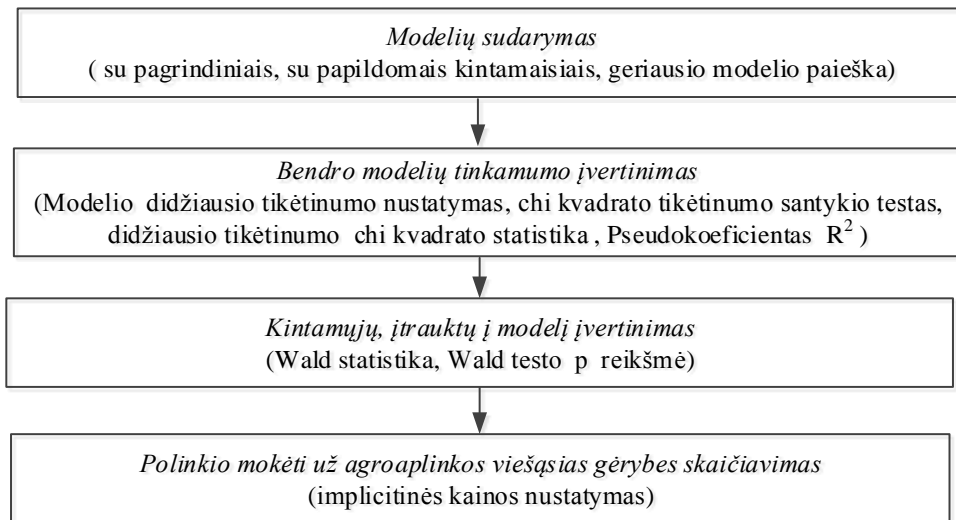 Modelių sudarymas
( su pagrindiniais, su papildomais kintamaisiais, geriausio modelio paieška)
Bendro modelių tinkamumo įvertinimas
(Modelio didžiausio tikėtinumo nustatymas, chi kvadrato tikėtinumo santykio testas,
didžiausio tikėtinumo chi kvadrato statistika , Pseudokoeficientas R² )
Kintamųjų, įtrauktų į modelį įvertinimas
(Wald statistika, Wald testo p reikšmė)
Polinkio mokėti už agroaplinkos viešąsias gėrybes skaičiavimas
(implicitinės kainos nustatymas)